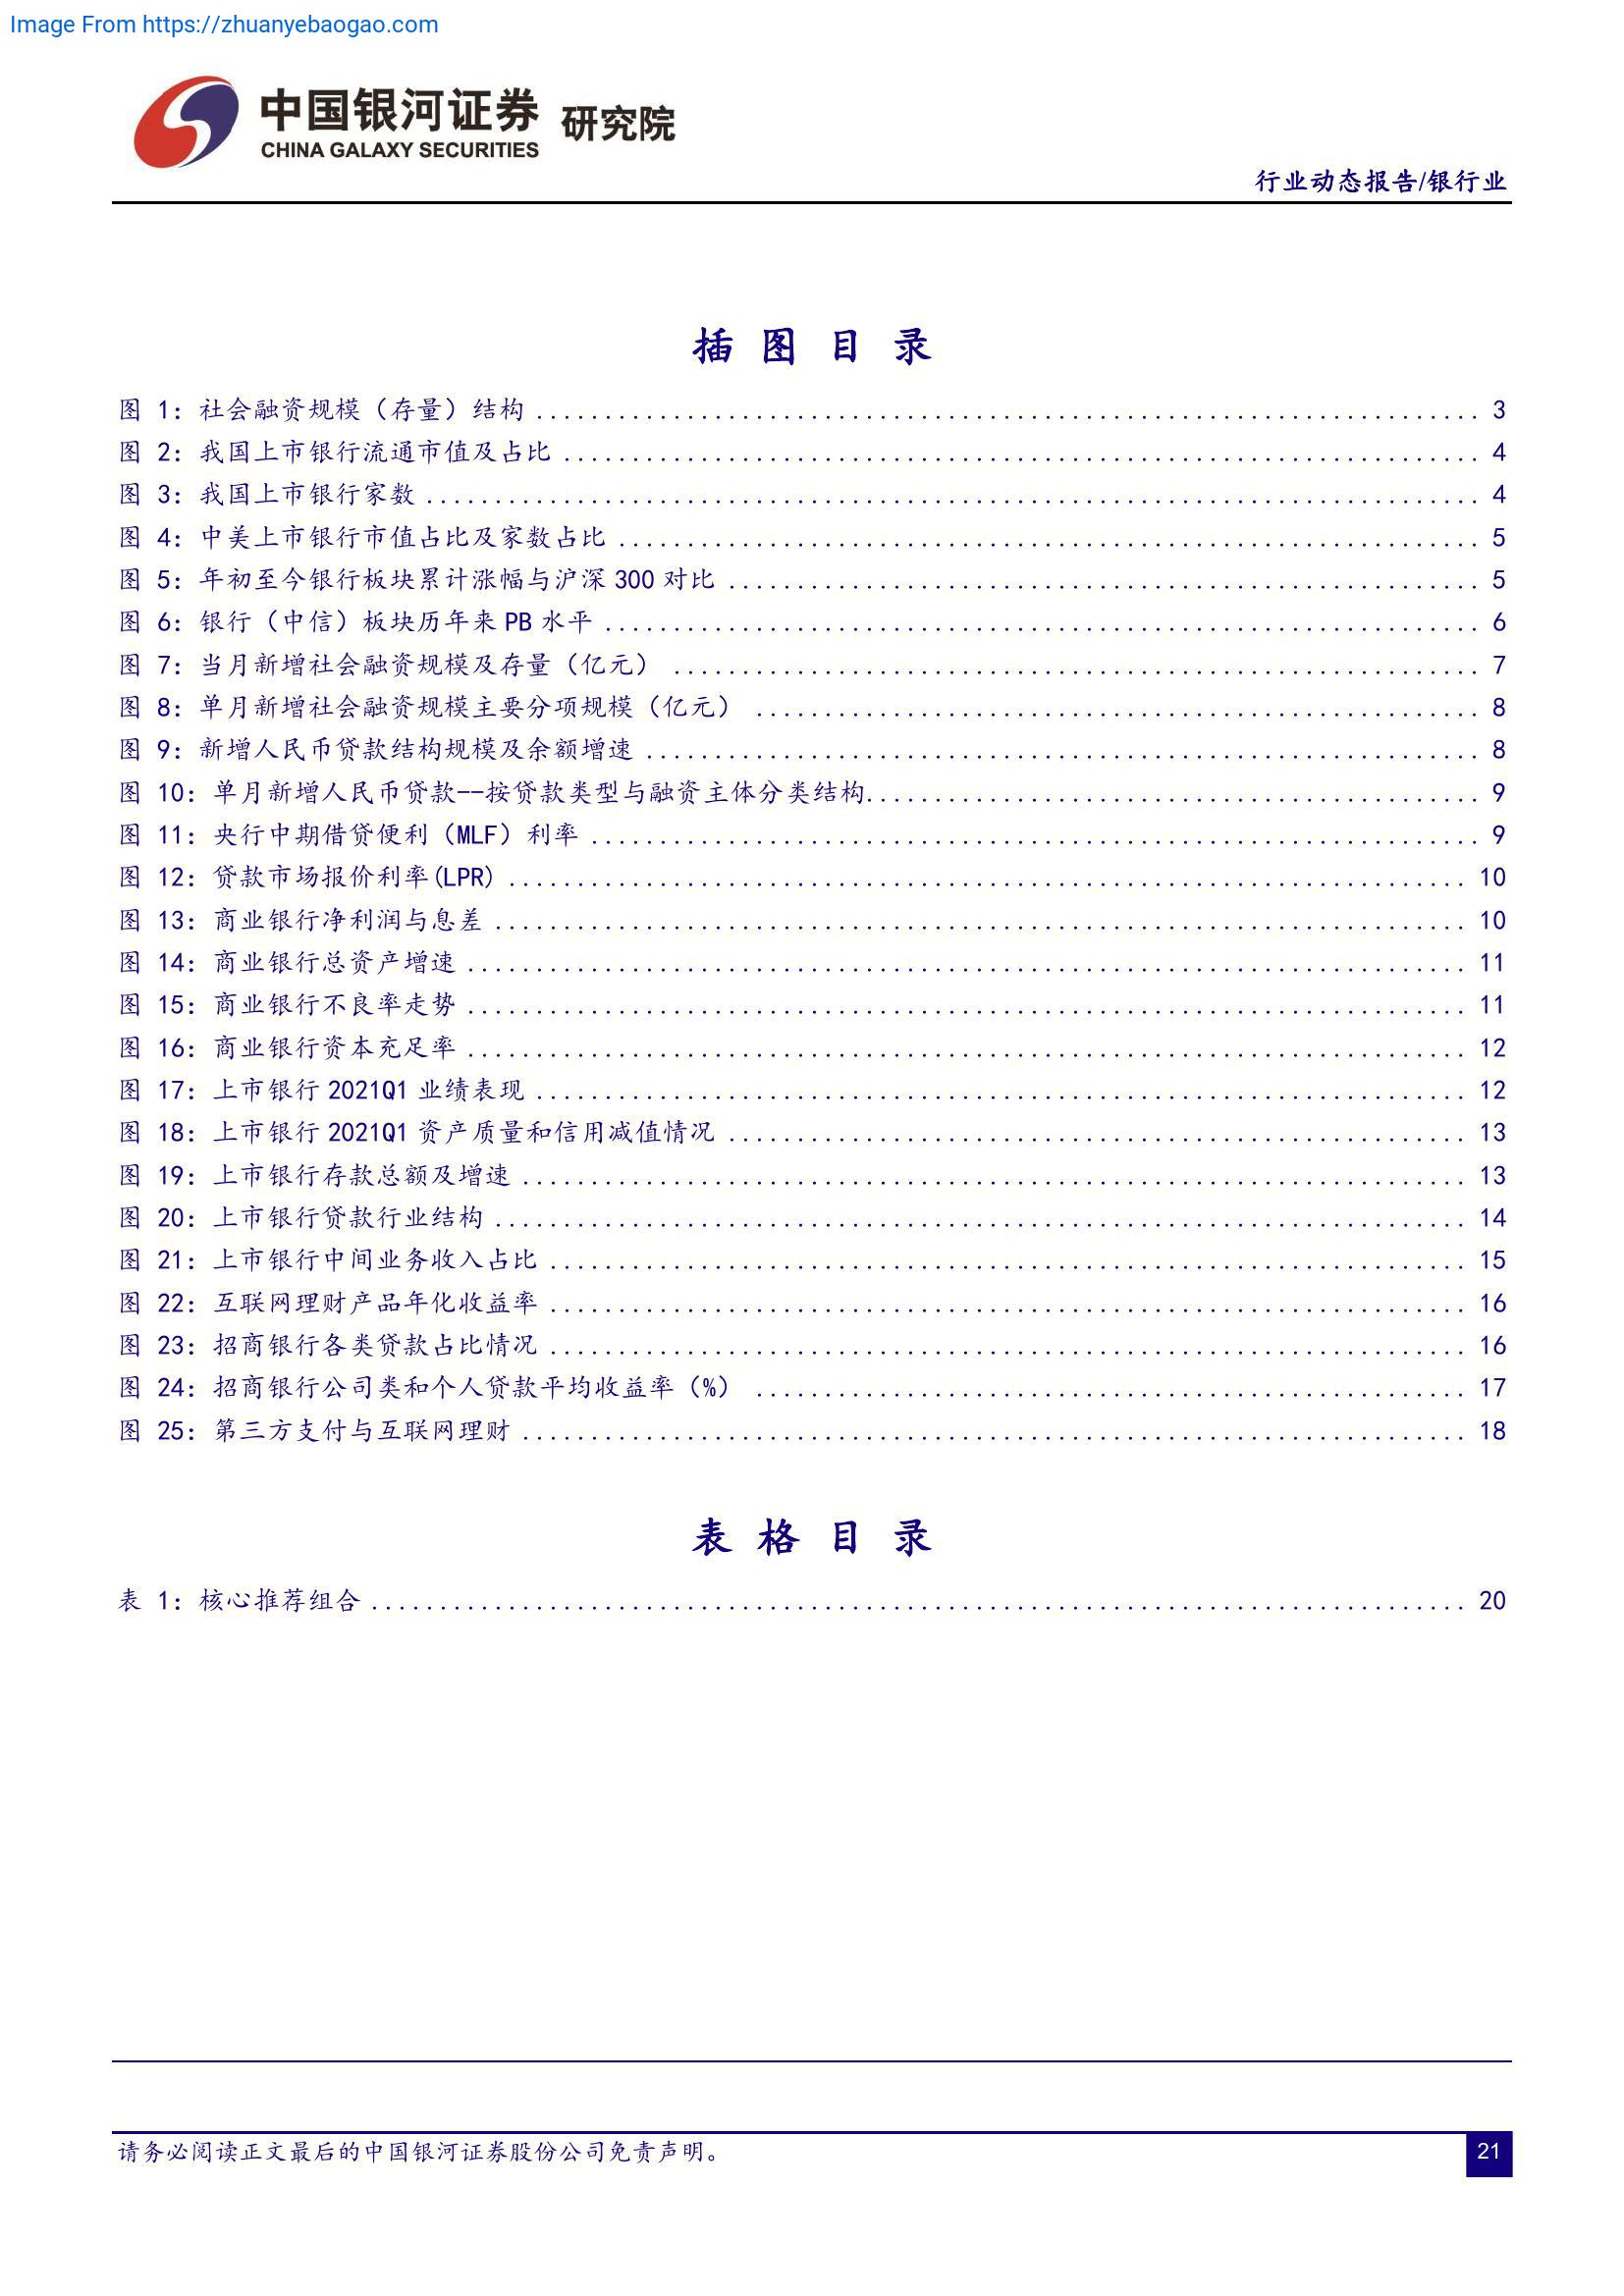 Image From https://zhuanyebaogao.com
中国银河证券 研究院
CHINA GALAXY SECURITIES
行业动态报告/银行业
插 图 目 录
图 1：社会融资规模（存量）结构 ........ 3
图 2：我国上市银行流通市值及占比 ........ 4
图 3：我国上市银行家数 ........ 4
图 4：中美上市银行市值占比及家数占比 ........ 5
图 5：年初至今银行板块累计涨幅与沪深 300 对比 ........ 5
图 6：银行（中信）板块历年来 PB 水平 ........ 6
图 7：当月新增社会融资规模及存量（亿元） ........ 7
图 8：单月新增社会融资规模主要分项规模（亿元） ........ 8
图 9：新增人民币贷款结构规模及余额增速 ........ 8
图 10：单月新增人民币贷款--按贷款类型与融资主体分类结构........ 9
图 11：央行中期借贷便利（MLF）利率 ........ 9
图 12：贷款市场报价利率(LPR) ........ 10
图 13：商业银行净利润与息差 ........ 10
图 14：商业银行总资产增速 ........ 11
图 15：商业银行不良率走势 ........ 11
图 16：商业银行资本充足率 ........ 12
图 17：上市银行 2021Q1 业绩表现 ........ 12
图 18：上市银行 2021Q1 资产质量和信用减值情况 ........ 13
图 19：上市银行存款总额及增速 ........ 13
图 20：上市银行贷款行业结构 ........ 14
图 21：上市银行中间业务收入占比 ........ 15
图 22：互联网理财产品年化收益率 ........ 16
图 23：招商银行各类贷款占比情况 ........ 16
图 24：招商银行公司类和个人贷款平均收益率（%） ........ 17
图 25：第三方支付与互联网理财 ........ 18
表 格 目 录
表 1：核心推荐组合 ........ 20
请务必阅读正文最后的中国银河证券股份公司免责声明。
21